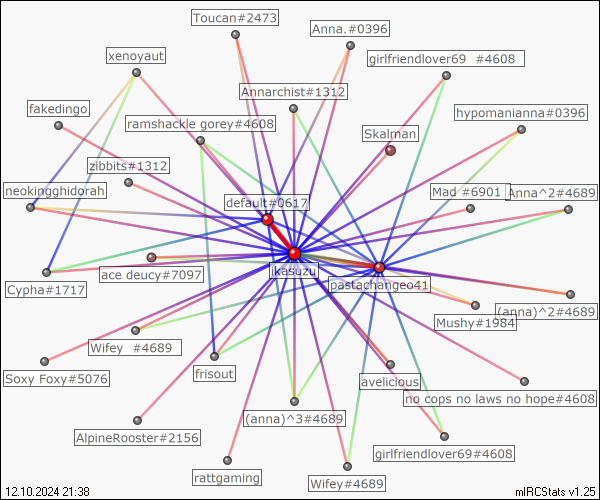 Toucan#2473
Anna.#0396
xenoyaut
girlfriendlover69 #4608
Annarchist#1312
fakedingo
hypomanianna#0396
ramshackle gorey#4608
Skalman
zibbits#1312
neokingghidorah
Mad #6901
Anna^2#4689
default#0617
ace deucy#7097
ikasuzu
pastachangeo41
Cypha#1717
(anna)^2#4689
Mushy#1984
Wifey #4689
frisout
Soxy Foxy#5076
avelicious
no cops no laws no hope#4608
(anna)^3#4689
AlpineRooster#2156
girlfriendlover69#4608
rattgaming
Wifey#4689
12.10.2024 21:38
mIRCStats v1.25